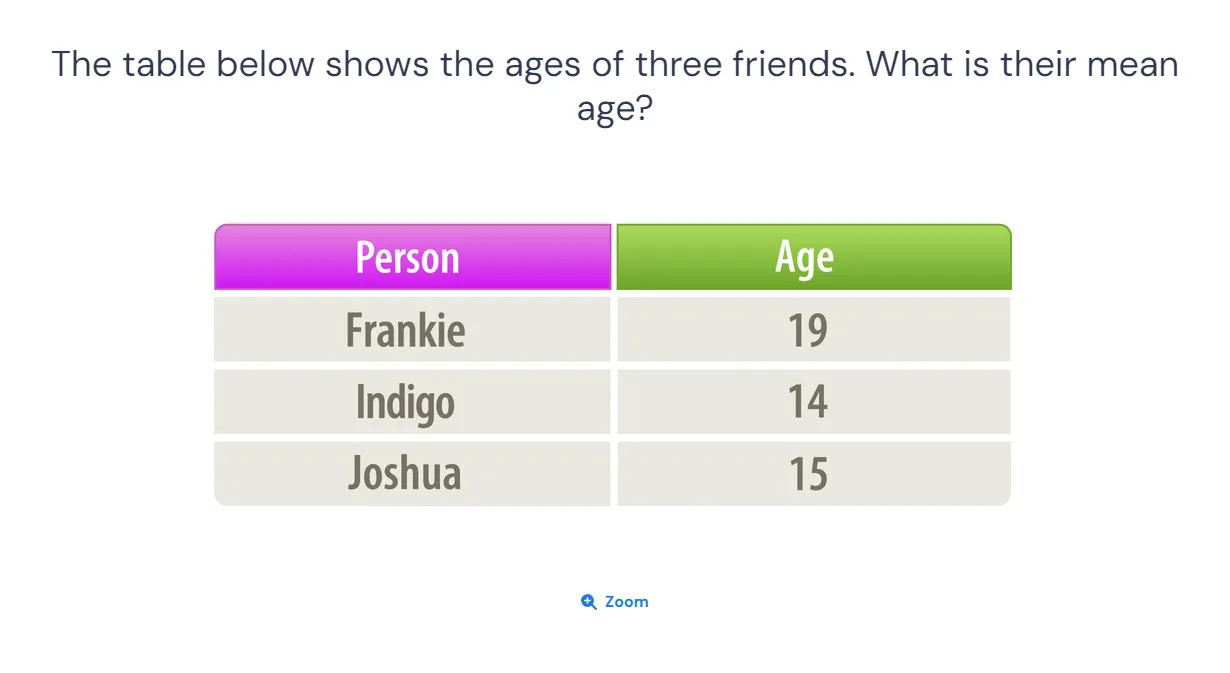 The table below shows the ages of three friends. What is their mean
age?
Person Age
Frankie 19
Indigo 14
Joshua 15
Zoom